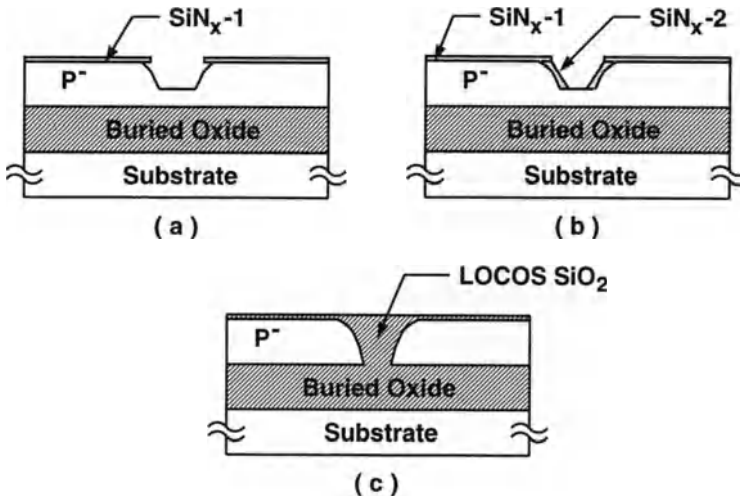 SiNx-1
P-
Buried Oxide
Substrate
( a )
SiNx-1 SiNx-2
P-
Buried Oxide
Substrate
( b )
LOCOS SiO2
P-
Buried Oxide
Substrate
( c )